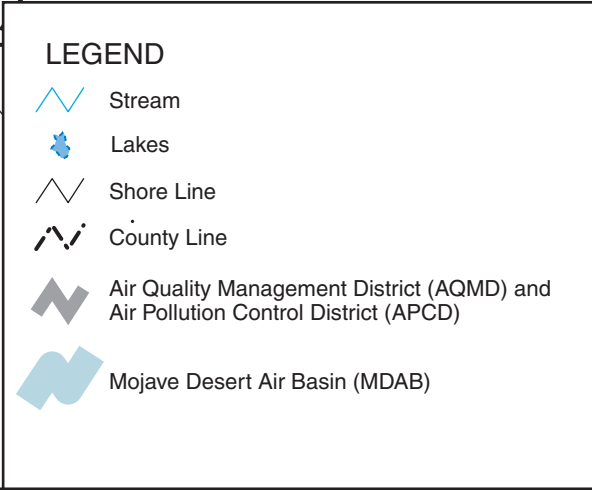 LEGEND
Stream
Lakes
Shore Line
County Line
Air Quality Management District (AQMD) and
Air Pollution Control District (APCD)
Mojave Desert Air Basin (MDAB)